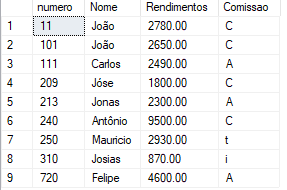 numero Nome Rendimentos Comissao
1 11 João 2780.00 C
2 101 João 2650.00 C
3 111 Carlos 2490.00 A
4 209 Jóse 1800.00 C
5 213 Jonas 2300.00 A
6 240 Antônio 9500.00 C
7 250 Mauricio 2930.00 t
8 310 Josias 870.00 i
9 720 Felipe 4600.00 A